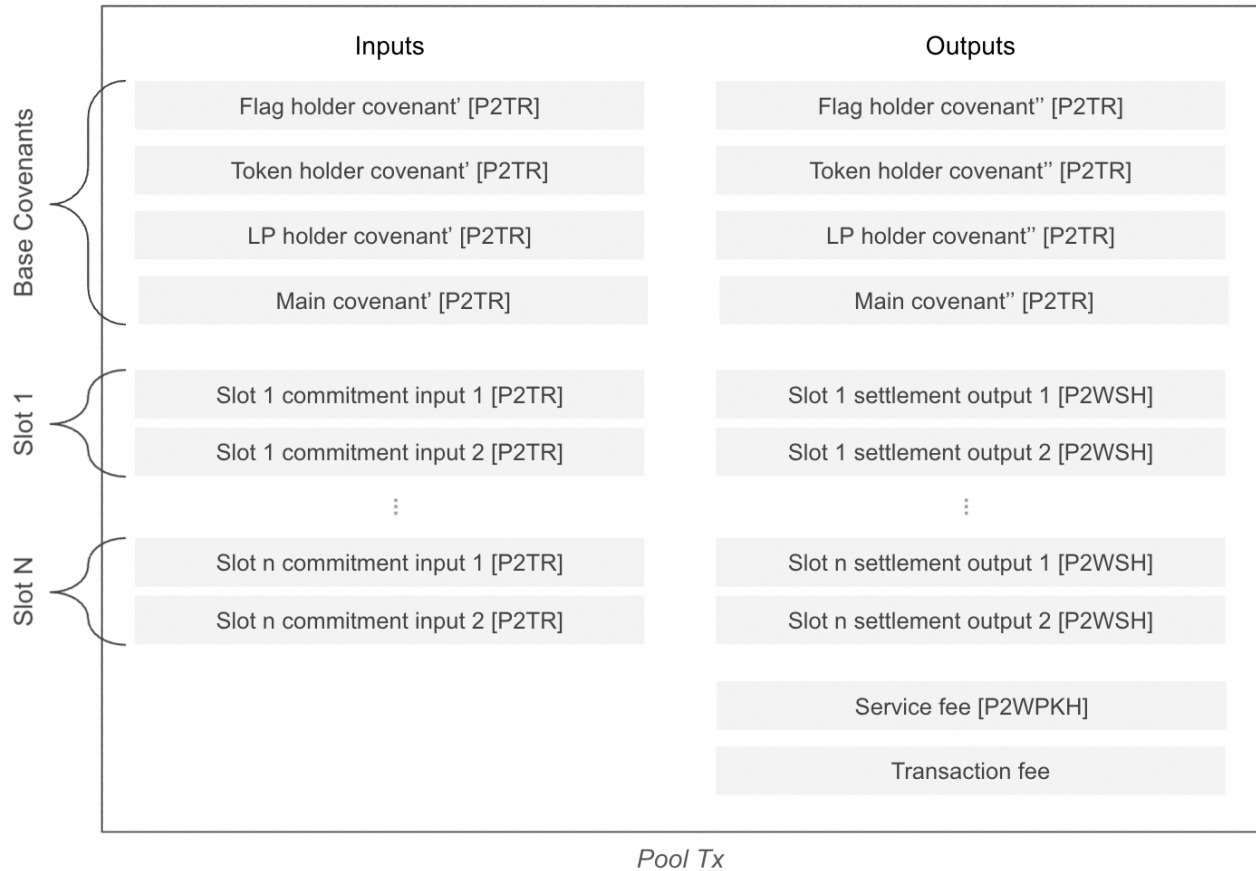 Inputs
Outputs
Base Covenants
Flag holder covenant’ [P2TR]
Flag holder covenant’’ [P2TR]
Token holder covenant’ [P2TR]
Token holder covenant’’ [P2TR]
LP holder covenant’ [P2TR]
LP holder covenant’’ [P2TR]
Main covenant’ [P2TR]
Main covenant’’ [P2TR]
Slot 1
Slot 1 commitment input 1 [P2TR]
Slot 1 settlement output 1 [P2WSH]
Slot 1 commitment input 2 [P2TR]
Slot 1 settlement output 2 [P2WSH]
...
...
Slot N
Slot n commitment input 1 [P2TR]
Slot n settlement output 1 [P2WSH]
Slot n commitment input 2 [P2TR]
Slot n settlement output 2 [P2WSH]
Service fee [P2WPKH]
Transaction fee
Pool Tx